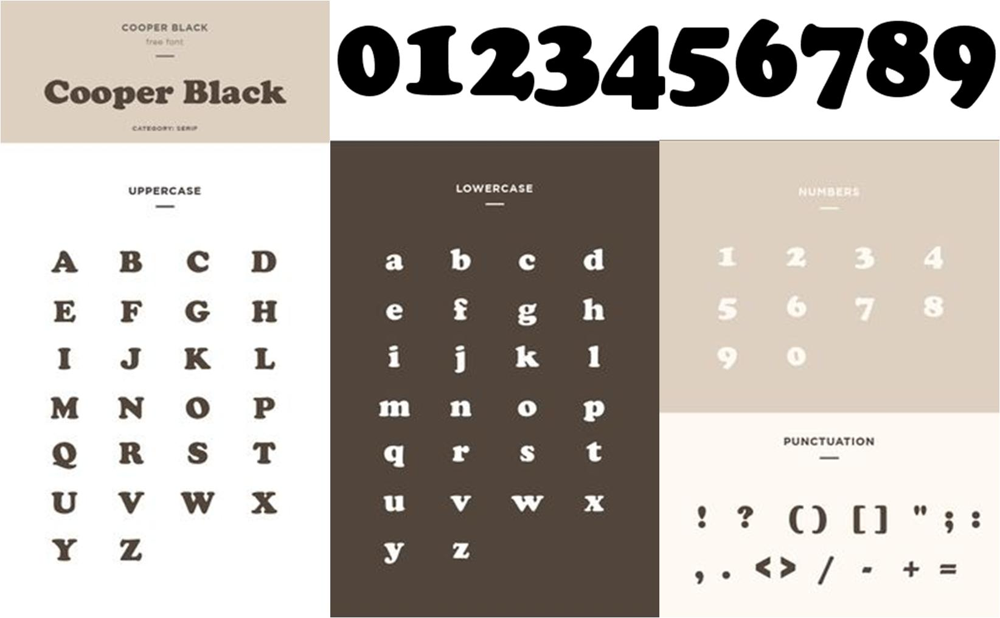 COOPER BLACK
free font
Cooper Black
CATEGORY: SERIF
0123456789
UPPERCASE
A B C D
E F G H
I J K L
M N O P
Q R S T
U V W X
Y Z
LOWERCASE
a b c d
e f g h
i j k l
m n o p
q r s t
u v w x
y z
NUMBERS
1 2 3 4
5 6 7 8
9 0
PUNCTUATION
! ? ( ) [ ] " ; :
, . < > / - + =